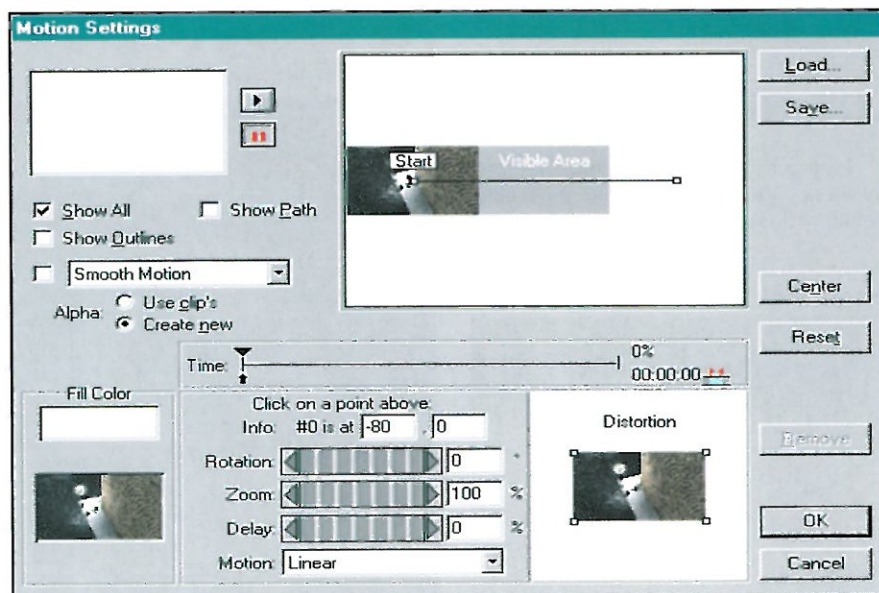 Motion Settings
Load...
Save...
Start
Visible Area
Show All
Show Path
Show Outlines
Smooth Motion
Alpha:
Use clip's
Create new
Center
Reset
Time:
0%
00:00:00
Fill Color
Click on a point above:
Info: #0 is at -80 , 0
Distortion
Remove
Rotation: 0 °
Zoom: 100 %
Delay: 0 %
Motion: Linear
OK
Cancel